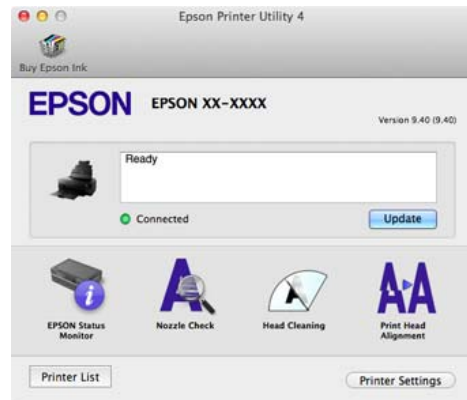 Epson Printer Utility 4
Buy Epson Ink
EPSON
EPSON XX-XXXX
Version 9.40 (9.40)
Ready
Connected
Update
EPSON Status
Monitor
Nozzle Check
Head Cleaning
Print Head
Alignment
Printer List
Printer Settings